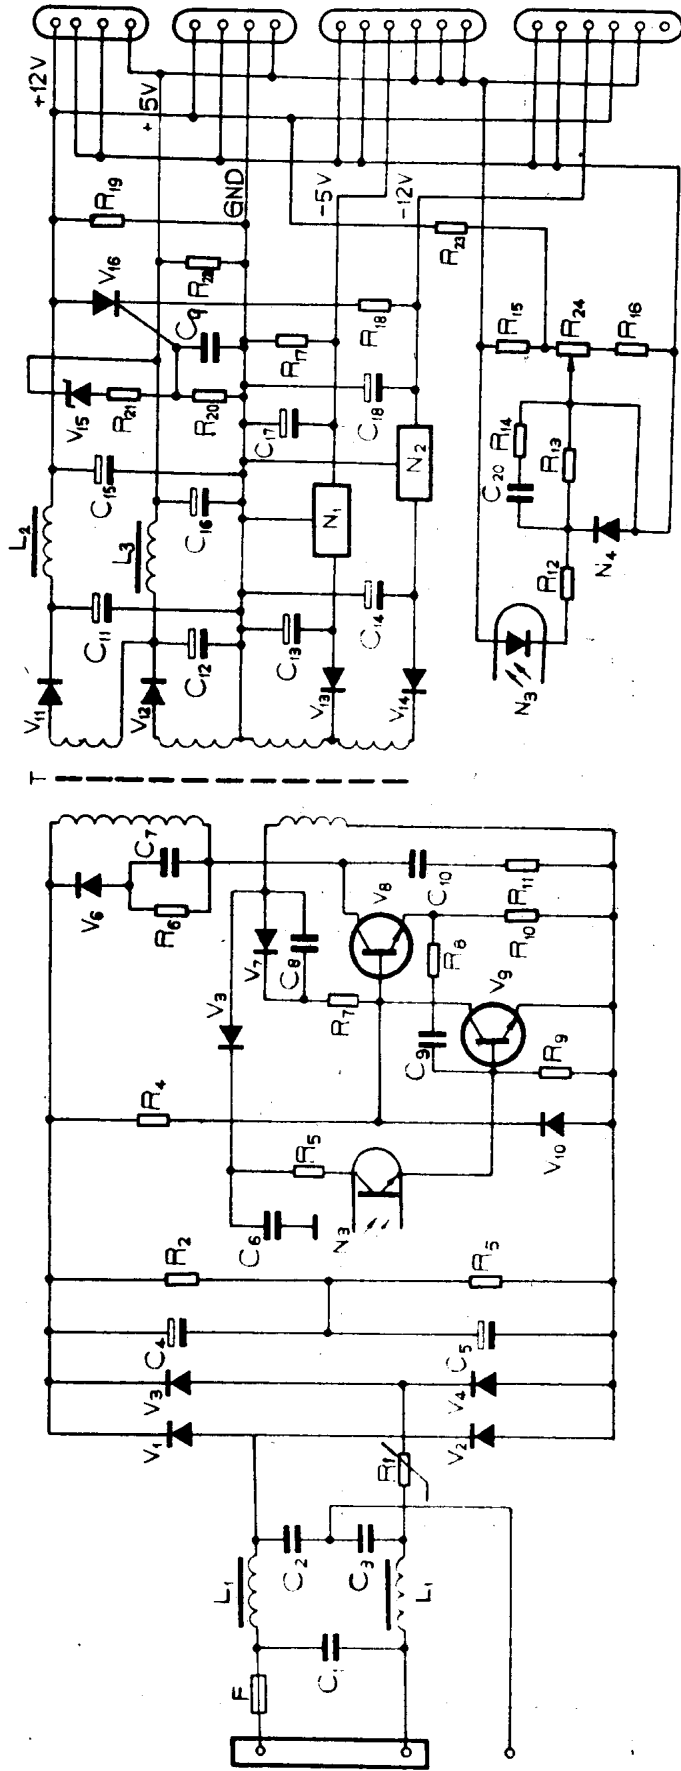 +12V
+5V
GND
-5V
-12V
R19
V16
R22
C9
R23
R18
R17
R15
R24
R16
V15
R21
R20
C17
C18
C15
C16
N1
N2
C20
R14
R13
R12
N4
N3
L2
L3
C11
C12
C13
C14
V11
V12
V13
V14
T
V6
C7
R6
V7
C8
V3
R7
V8
C10
R11
R8
R10
V9
C9
R9
R4
R5
C6
N3
V10
R2
R5
C4
C5
V3
V4
V1
V2
R1
L1
C2
C3
L1
C1
F